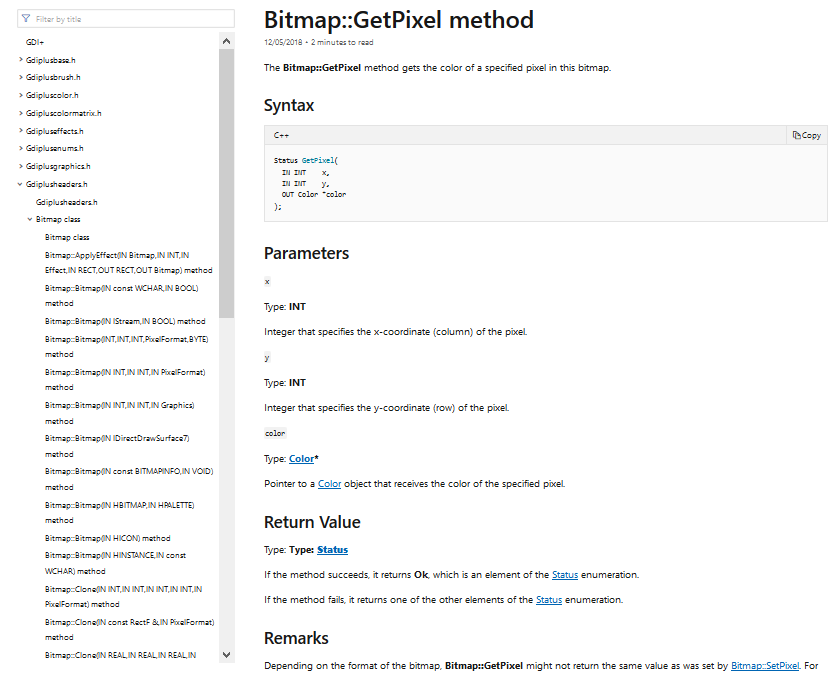 Filter by title
GDI+
Gdiplusbase.h
Gdiplusbrush.h
Gdipluscolor.h
Gdipluscolormatrix.h
Gdipluseffects.h
Gdiplusenums.h
Gdiplusgraphics.h
Gdiplusheaders.h
Gdiplusheaders.h
Bitmap class
Bitmap class
Bitmap::ApplyEffect(IN Bitmap,IN INT,IN
Effect,IN RECT,OUT RECT,OUT Bitmap) method
Bitmap::Bitmap(IN const WCHAR,IN BOOL)
method
Bitmap::Bitmap(IN IStream,IN BOOL) method
Bitmap::Bitmap(INT,INT,INT,PixelFormat,BYTE)
method
Bitmap::Bitmap(IN INT,IN INT,IN PixelFormat)
method
Bitmap::Bitmap(IN INT,IN INT,IN Graphics)
method
Bitmap::Bitmap(IN IDirectDrawSurface7)
method
Bitmap::Bitmap(IN const BITMAPINFO,IN VOID)
method
Bitmap::Bitmap(IN HBITMAP,IN HPALETTE)
method
Bitmap::Bitmap(IN HICON) method
Bitmap::Bitmap(IN HINSTANCE,IN const
WCHAR) method
Bitmap::Clone(IN INT,IN INT,IN INT,IN INT,IN
PixelFormat) method
Bitmap::Clone(IN const RectF &,IN PixelFormat)
method
Bitmap::Clone(IN REAL,IN REAL,IN REAL,IN
Bitmap::GetPixel method
12/05/2018 • 2 minutes to read
The Bitmap::GetPixel method gets the color of a specified pixel in this bitmap.
Syntax
C++
Copy
Status GetPixel(
IN INT x,
IN INT y,
OUT Color *color
);
Parameters
x
Type: INT
Integer that specifies the x-coordinate (column) of the pixel.
y
Type: INT
Integer that specifies the y-coordinate (row) of the pixel.
color
Type: Color*
Pointer to a Color object that receives the color of the specified pixel.
Return Value
Type: Type: Status
If the method succeeds, it returns Ok, which is an element of the Status enumeration.
If the method fails, it returns one of the other elements of the Status enumeration.
Remarks
Depending on the format of the bitmap, Bitmap::GetPixel might not return the same value as was set by Bitmap::SetPixel. For